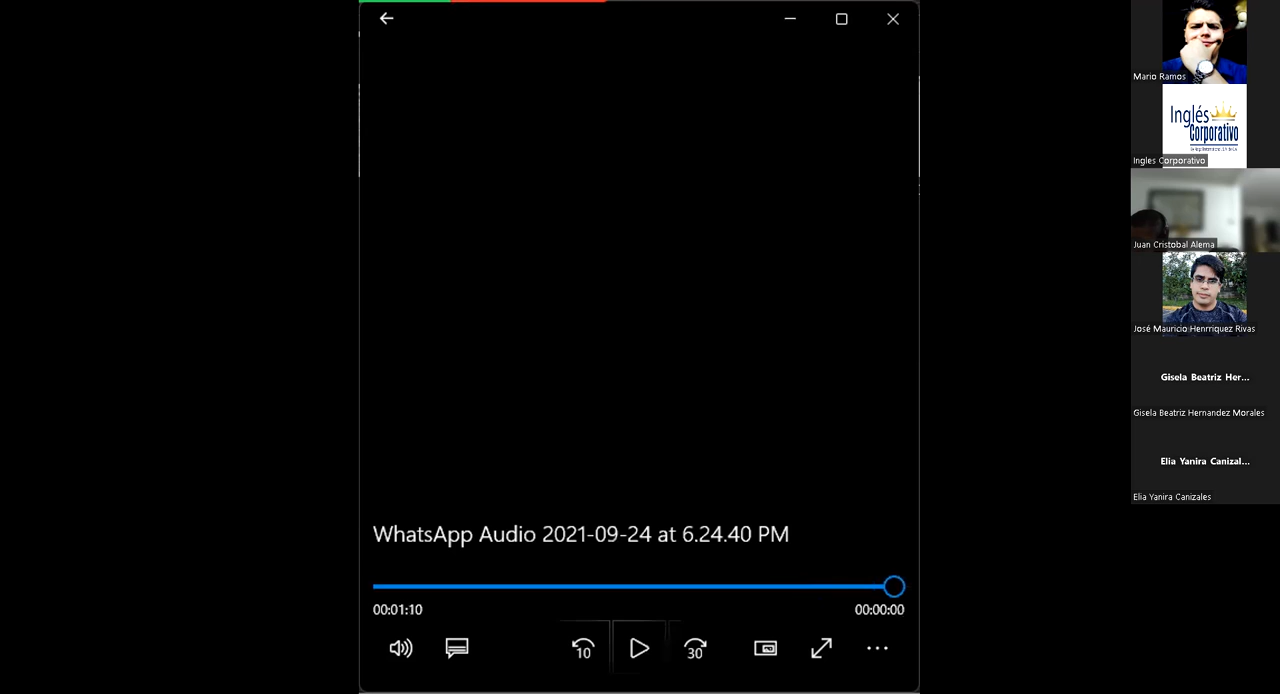 WhatsApp Audio 2021-09-24 at 6.24.40 PM
00:01:10
00:00:00
10
30
Mario Ramos
Inglés
Corporativo
Ingles Corporativo
Juan Cristobal Alema
José Mauricio Henrriquez Rivas
Gisela Beatriz Her...
Gisela Beatriz Hernandez Morales
Elia Yanira Canizal...
Elia Yanira Canizales